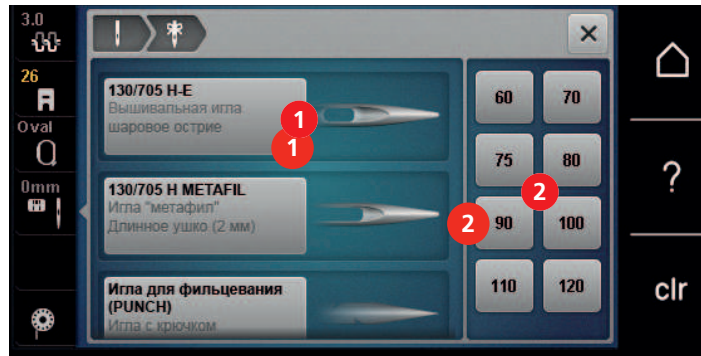 3.0
26
Oval
0mm
130/705 H-E
Вышивальная игла
шаровое острие
1
1
130/705 H METAFIL
Игла "метафил"
Длинное ушко (2 мм)
Игла для фильцевания
(PUNCH)
Игла с крючком
60 70
75 80
2
2
90 100
110 120
?
clr